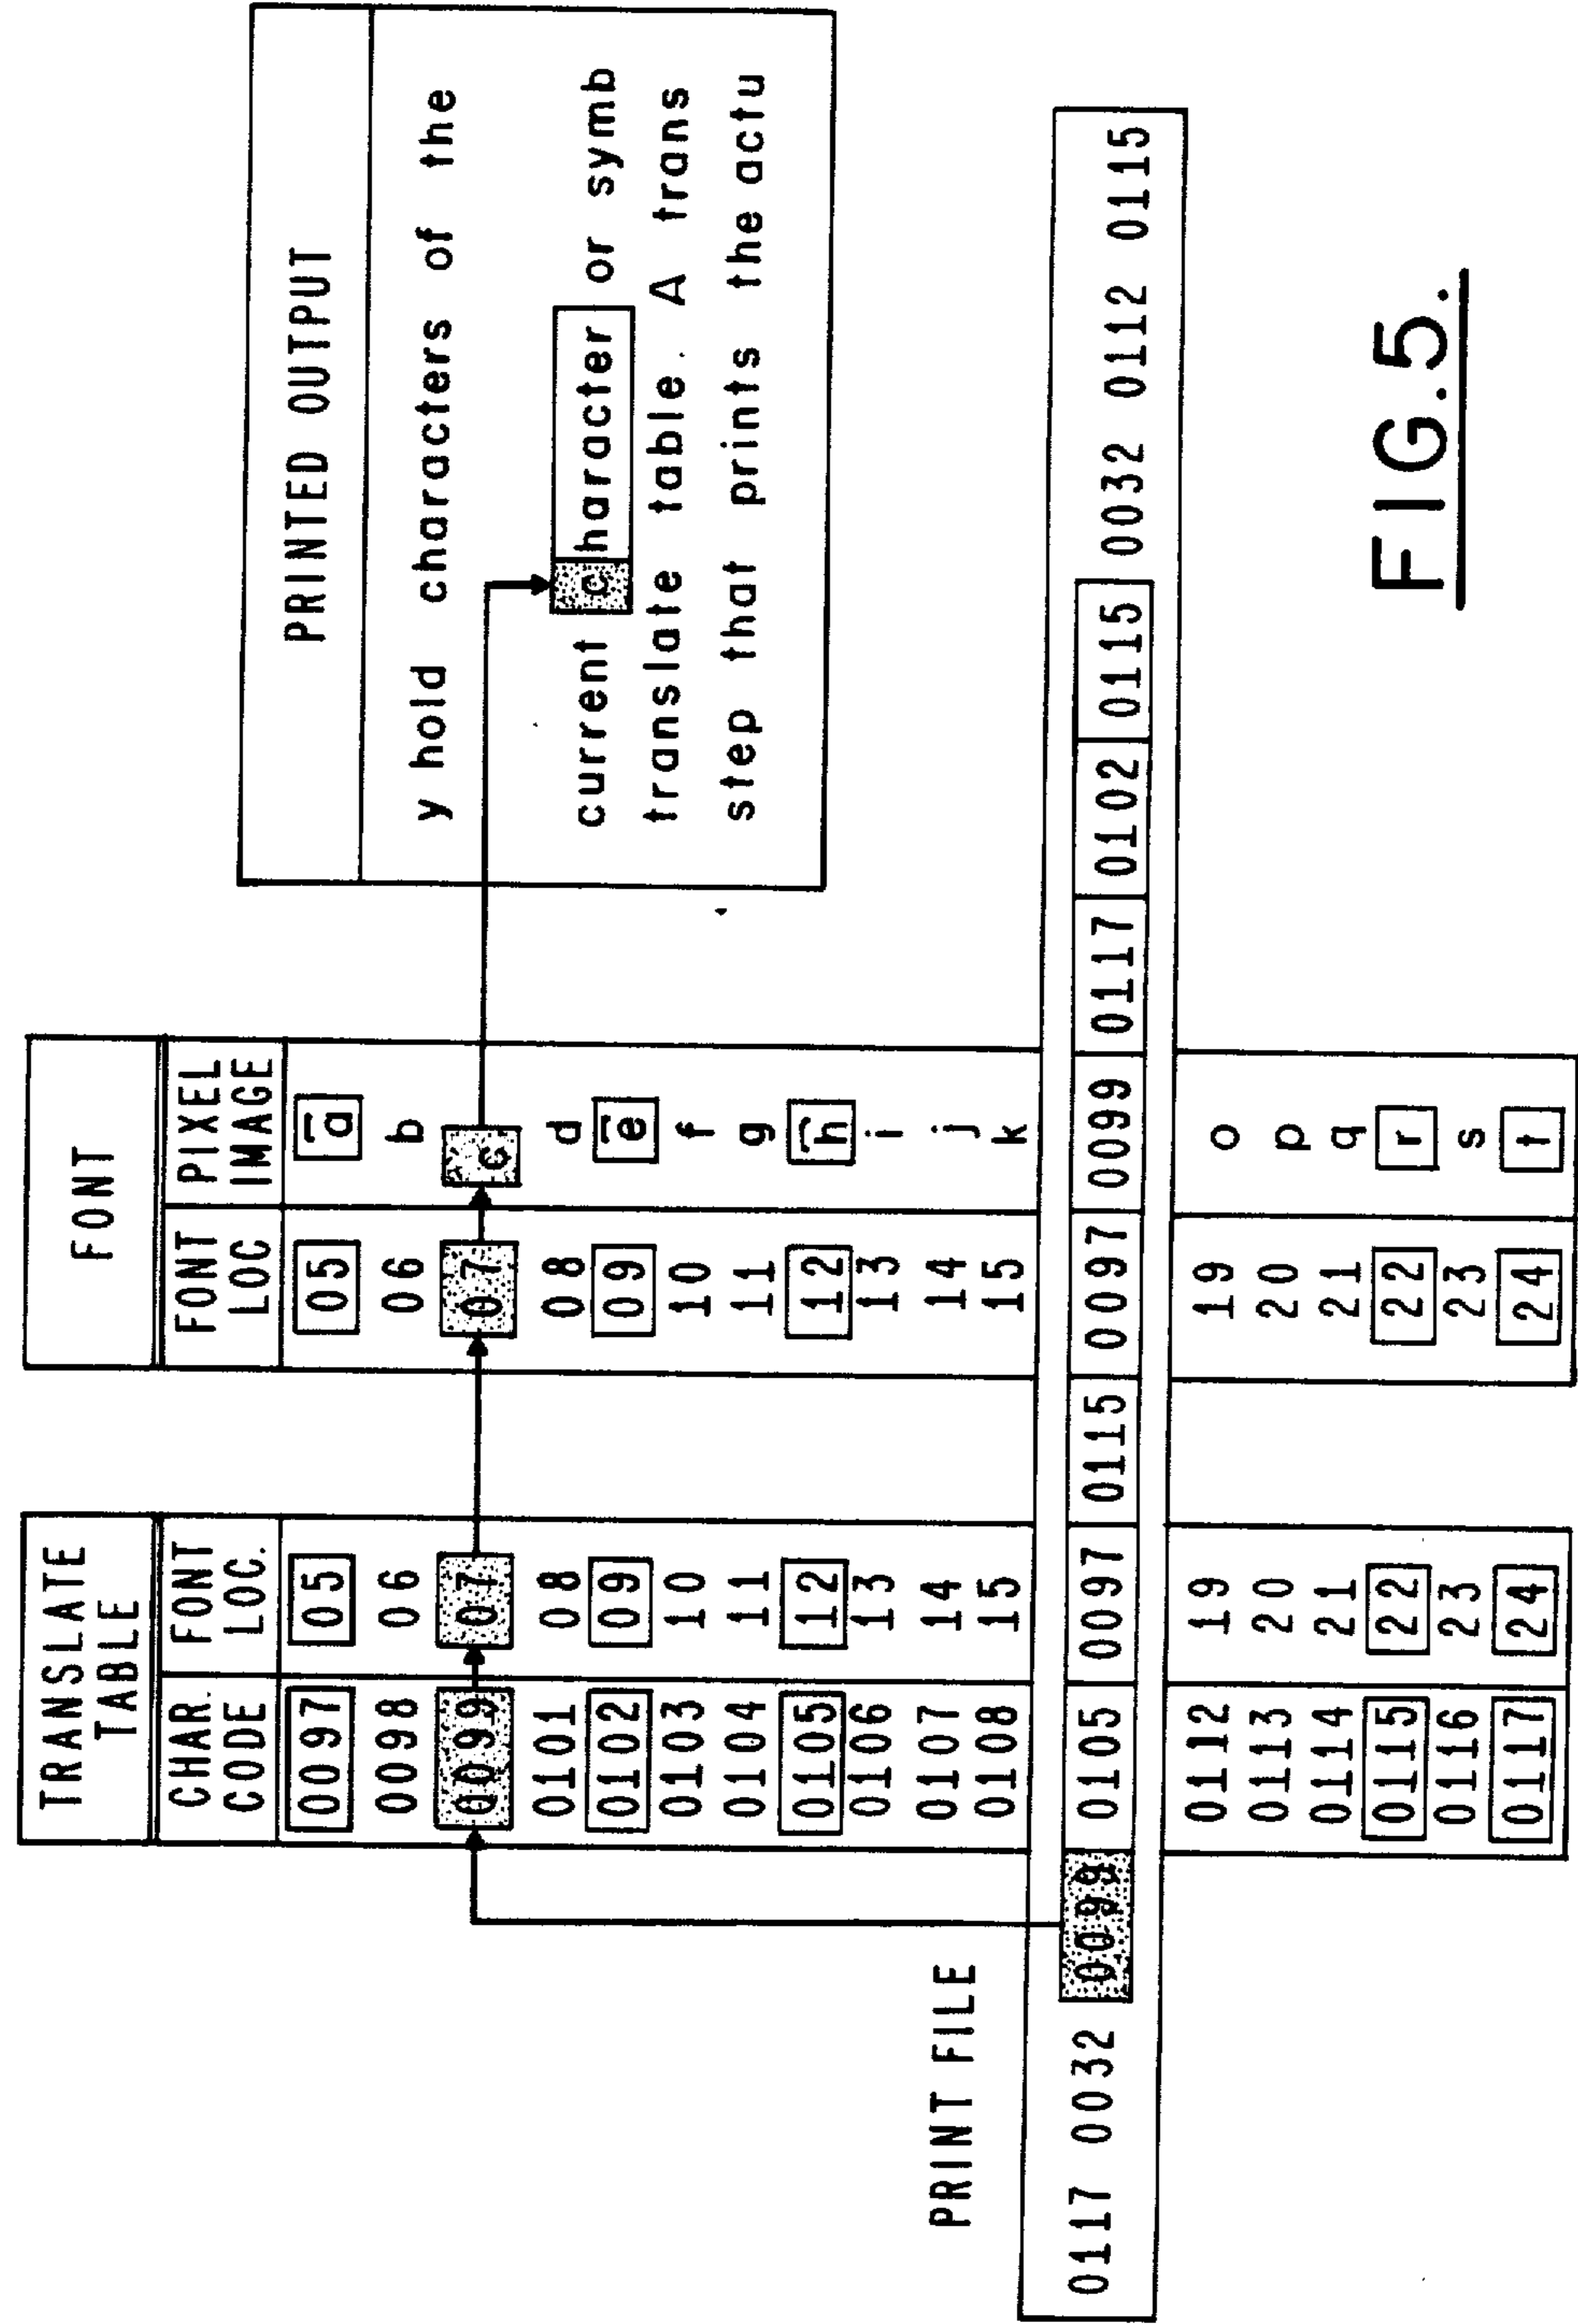 TRANSLATE
TABLE
CHAR.
CODE
FONT
LOC.
0097 05
0098 06
0099 07
0101 08
0102 09
0103 10
0104 11
0105 12
0106 13
0107 14
0108 15
0112 19
0113 20
0114 21
0115 22
0116 23
0117 24
FONT
FONT
LOC
PIXEL
IMAGE
05 a
06 b
07 c
08 d
09 e
10 f
11 g
12 h
13 i
14 j
15 k
19 o
20 p
21 q
22 r
23 s
24 t
PRINTED OUTPUT
y hold characters of the
current character or symb
translate table. A trans
step that prints the actu
PRINT FILE
0117 0032 0099 0105 0097 0115 0097 0099 0117 0102 0115 0032 0112 0115
FIG.5.